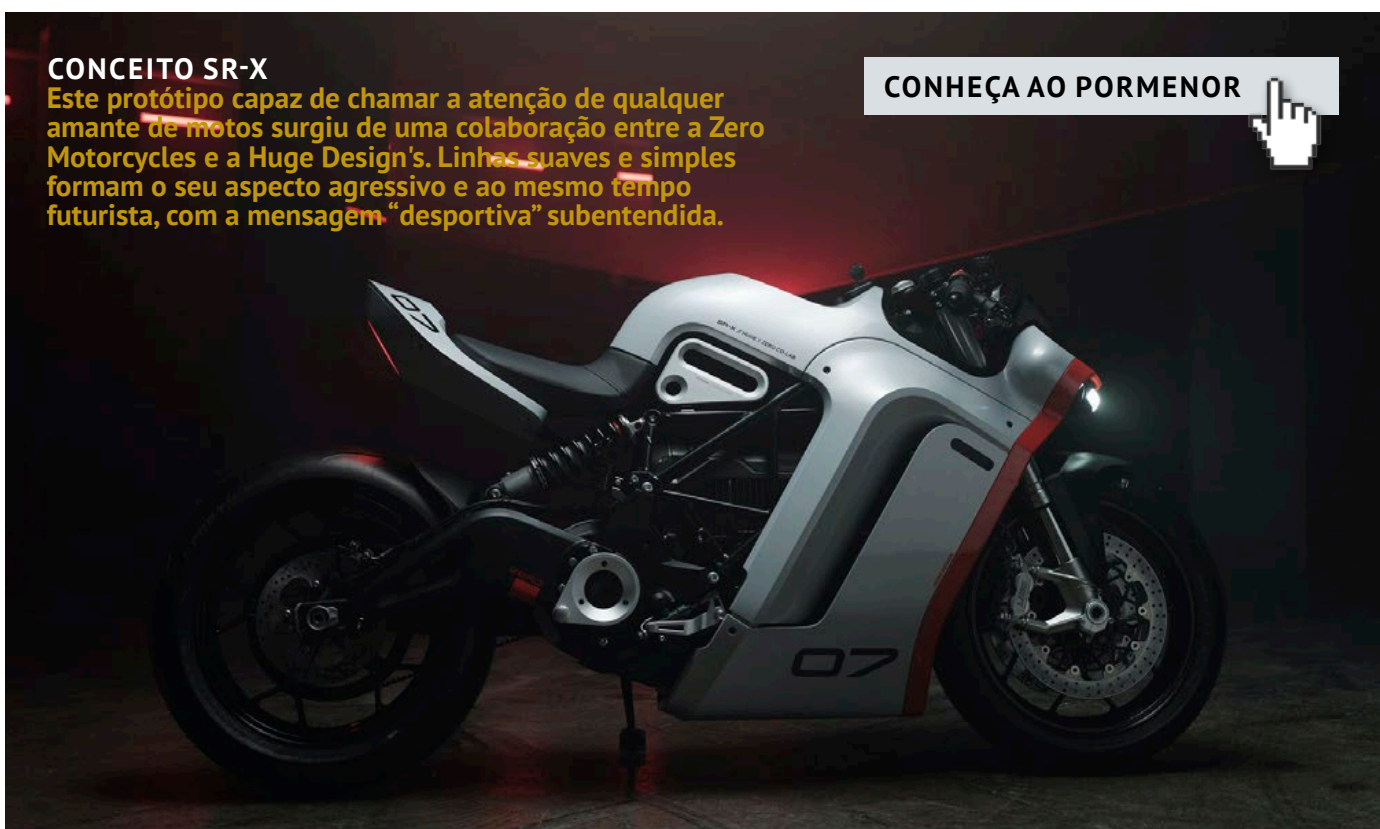 CONCEITO SR-X
Este protótipo capaz de chamar a atenção de qualquer
amante de motos surgiu de uma colaboração entre a Zero
Motorcycles e a Huge Design's. Linhas suaves e simples
formam o seu aspecto agressivo e ao mesmo tempo
futurista, com a mensagem “desportiva” subentendida.
CONHEÇA AO PORMENOR
07
07